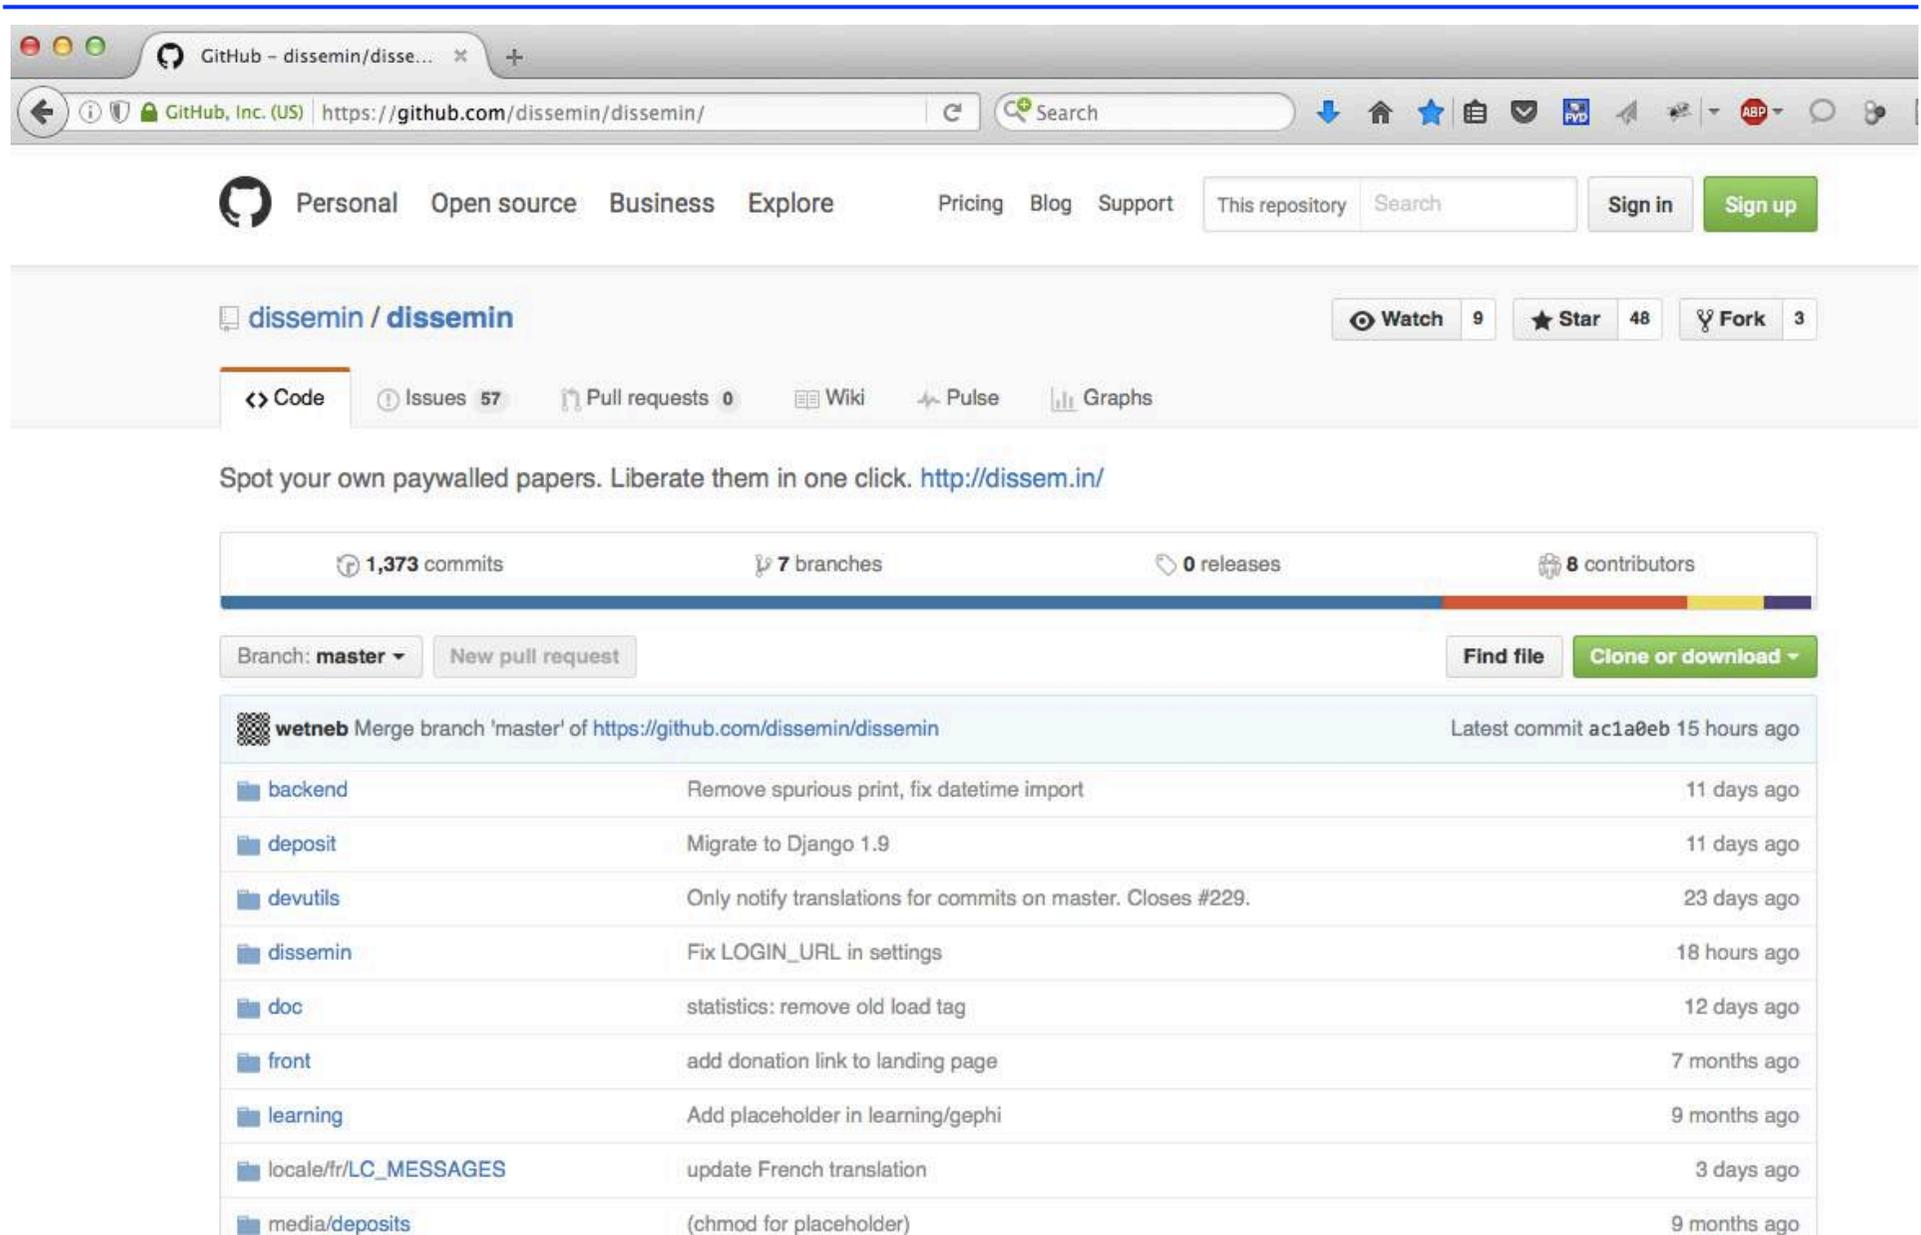 GitHub – dissemin/disse...
GitHub, Inc. (US) https://github.com/dissemin/dissemin/ Search ABP
Personal Open source Business Explore Pricing Blog Support This repository Search Sign in Sign up
dissemin / dissemin Watch 9 Star 48 Fork 3
Code Issues 57 Pull requests 0 Wiki Pulse Graphs
Spot your own paywalled papers. Liberate them in one click. http://dissem.in/
1,373 commits 7 branches 0 releases 8 contributors
Branch: master New pull request Find file Clone or download
wetneb Merge branch 'master' of https://github.com/dissemin/dissemin Latest commit ac1a0eb 15 hours ago
backend Remove spurious print, fix datetime import 11 days ago
deposit Migrate to Django 1.9 11 days ago
devutils Only notify translations for commits on master. Closes #229. 23 days ago
dissemin Fix LOGIN_URL in settings 18 hours ago
doc statistics: remove old load tag 12 days ago
front add donation link to landing page 7 months ago
learning Add placeholder in learning/gephi 9 months ago
locale/fr/LC_MESSAGES update French translation 3 days ago
media/deposits (chmod for placeholder) 9 months ago